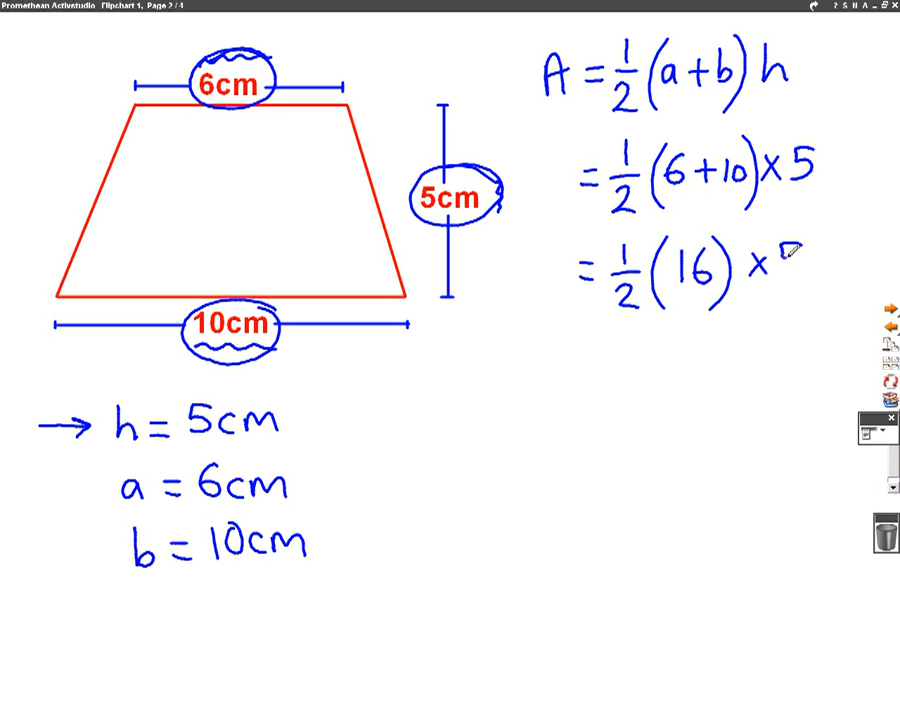 Promethean Activstudio Flipchart 1, Page 2 / 4
? S N A
6cm
A = 1/2 (a+b) h
5cm
= 1/2 (6+10) × 5
= 1/2 (16) ×
10cm
→ h = 5cm
a = 6cm
b = 10cm